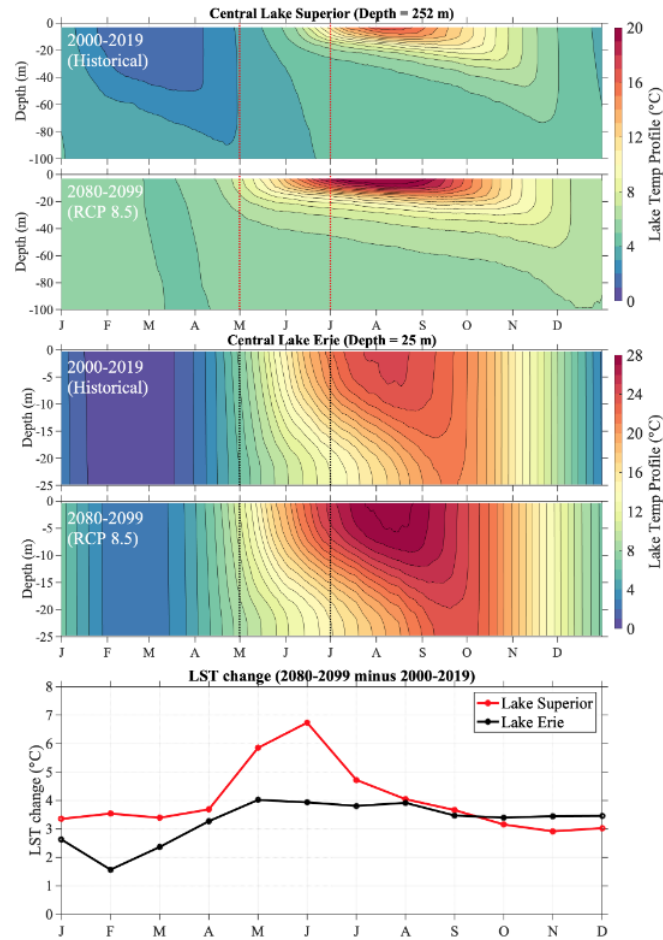 Central Lake Superior (Depth = 252 m)
0
-20
-40
-60
-80
-100
Depth (m)
2000-2019
(Historical)
0
-20
-40
-60
-80
-100
Depth (m)
2080-2099
(RCP 8.5)
J F M A M J J A S O N D
20
16
12
8
4
0
Lake Temp Profile (°C)
Central Lake Erie (Depth = 25 m)
0
-5
-10
-15
-20
-25
Depth (m)
2000-2019
(Historical)
0
-5
-10
-15
-20
-25
Depth (m)
2080-2099
(RCP 8.5)
J F M A M J J A S O N D
28
24
20
16
12
8
4
0
Lake Temp Profile (°C)
LST change (2080-2099 minus 2000-2019)
8
7
6
5
4
3
2
1
0
LST change (°C)
Lake Superior
Lake Erie
J F M A M J J A S O N D